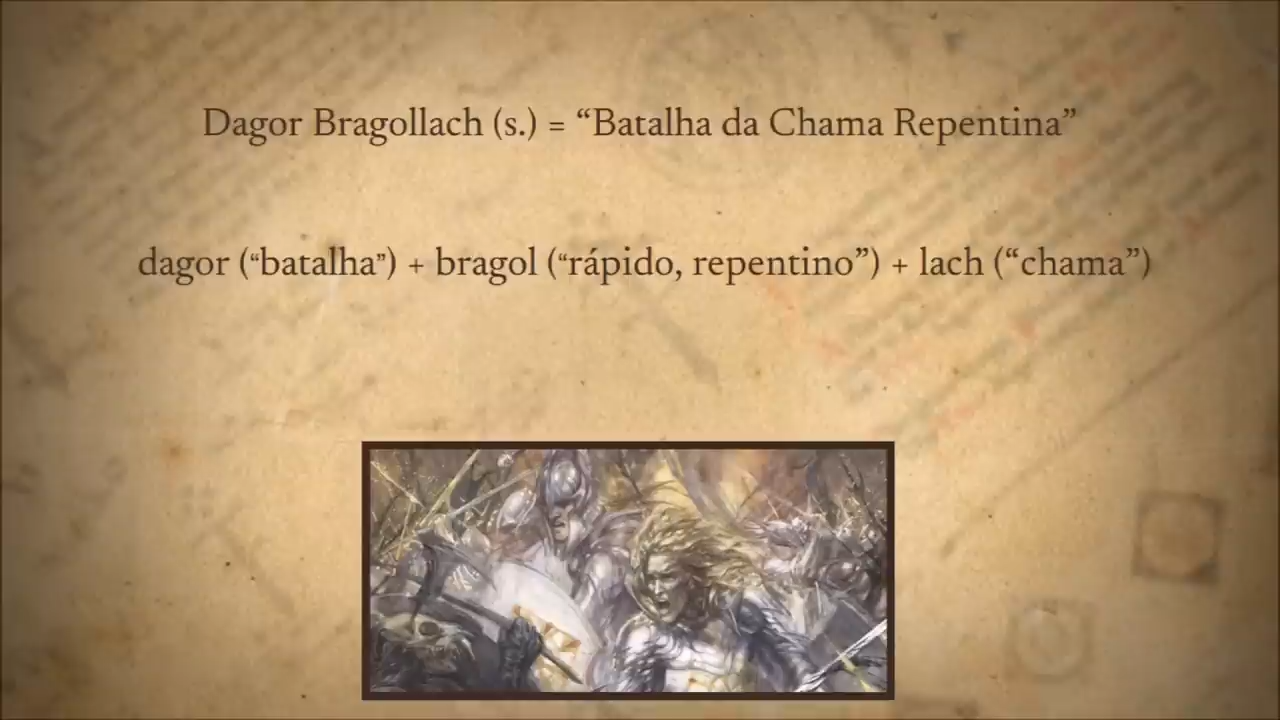 Dagor Bragollach (s.) = “Batalha da Chama Repentina”
dagor (“batalha”) + bragol (“rápido, repentino”) + lach (“chama”)